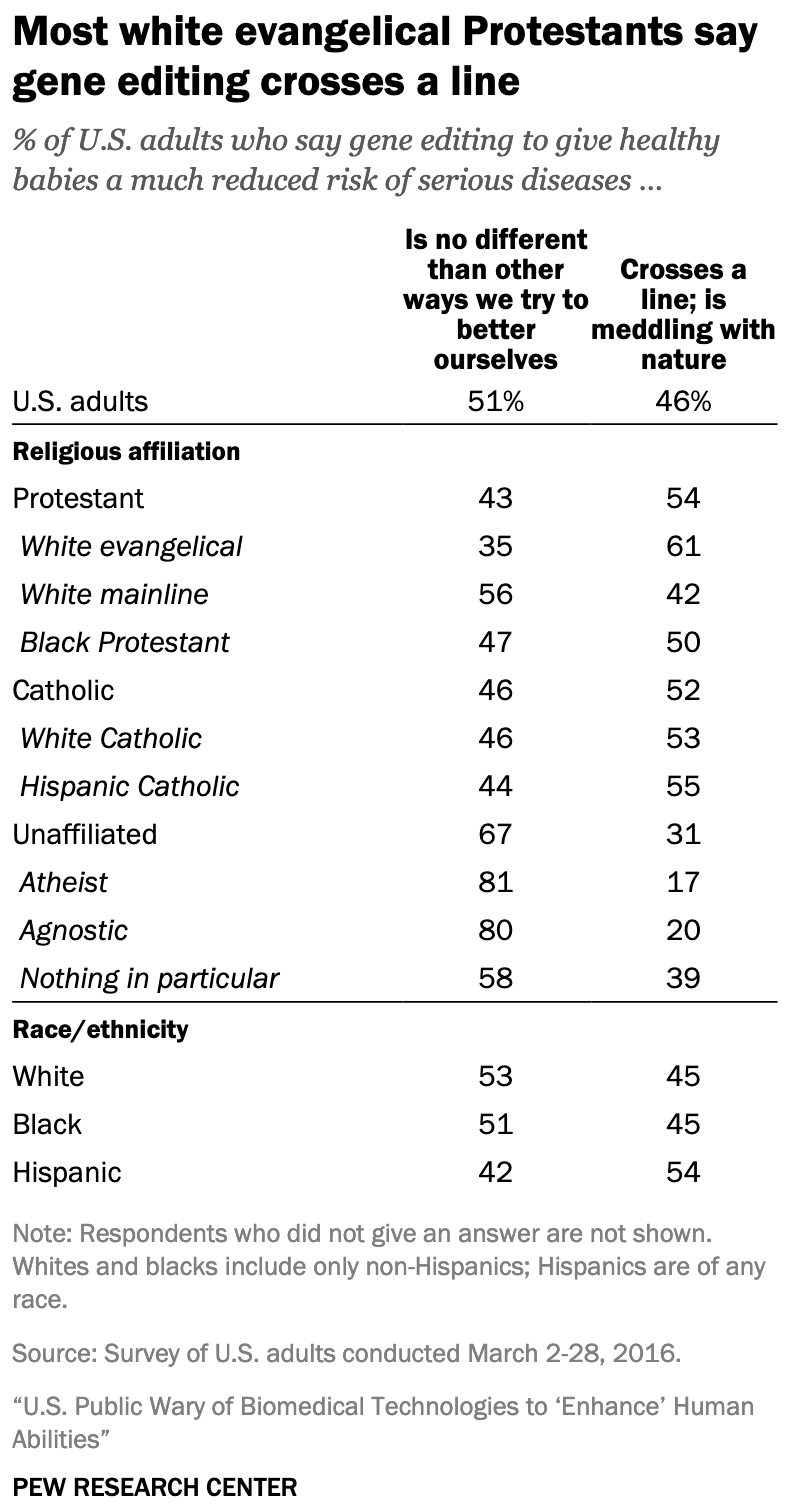 Most white evangelical Protestants say
gene editing crosses a line
% of U.S. adults who say gene editing to give healthy
babies a much reduced risk of serious diseases ...
Is no different
than other
ways we try to
better
ourselves
Crosses a
line; is
meddling with
nature
U.S. adults 51% 46%
Religious affiliation
Protestant 43 54
White evangelical 35 61
White mainline 56 42
Black Protestant 47 50
Catholic 46 52
White Catholic 46 53
Hispanic Catholic 44 55
Unaffiliated 67 31
Atheist 81 17
Agnostic 80 20
Nothing in particular 58 39
Race/ethnicity
White 53 45
Black 51 45
Hispanic 42 54
Note: Respondents who did not give an answer are not shown.
Whites and blacks include only non-Hispanics; Hispanics are of any
race.
Source: Survey of U.S. adults conducted March 2-28, 2016.
“U.S. Public Wary of Biomedical Technologies to ‘Enhance’ Human
Abilities”
PEW RESEARCH CENTER